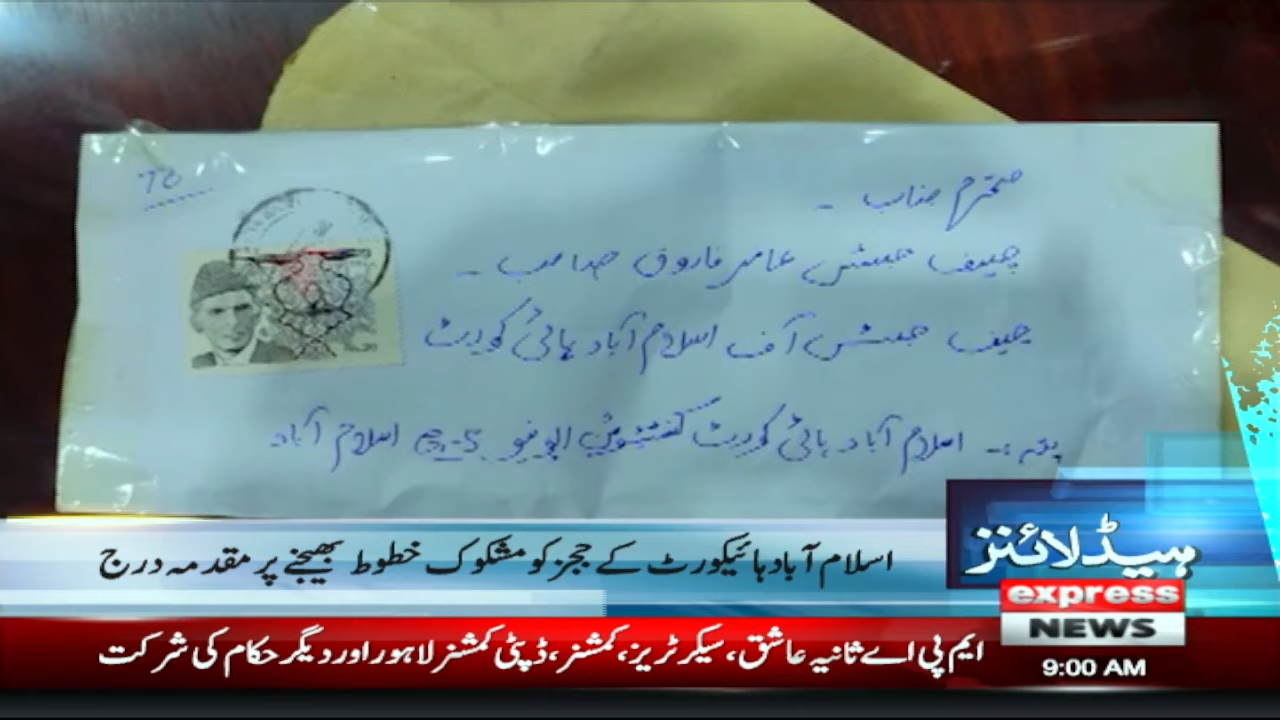 محترم جناب ۔
چیف جسٹس عامر فاروق صاحب ۔
چیف جسٹس آف اسلام آباد ہائی کورٹ
پتہ :۔ اسلام آباد ہائی کورٹ کنسٹیٹیوشن ایونیو G-5 اسلام آباد
ہیڈلائنز
اسلام آباد ہائیکورٹ کے ججز کو مشکوک خطوط بھیجنے پر مقدمہ درج
express
NEWS
ایم پی اے ثانیہ عاشق، سیکرٹریز، کمشنر، ڈپٹی کمشنر لاہور اور دیگر حکام کی شرکت
9:00 AM